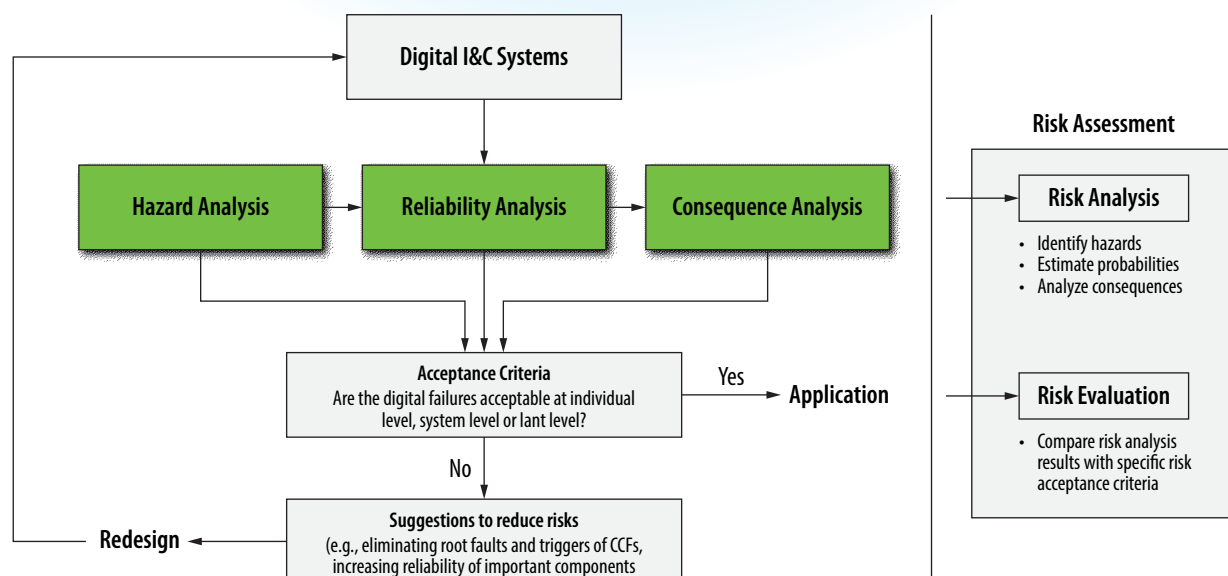 Digital I&C Systems
Hazard Analysis
Reliability Analysis
Consequence Analysis
Acceptance Criteria
Are the digital failures acceptable at individual
level, system level or lant level?
Yes
Application
No
Suggestions to reduce risks
(e.g., eliminating root faults and triggers of CCFs,
increasing reliability of important components
Redesign
Risk Assessment
Risk Analysis
• Identify hazards
• Estimate probabilities
• Analyze consequences
Risk Evaluation
• Compare risk analysis
results with specific risk
acceptance criteria